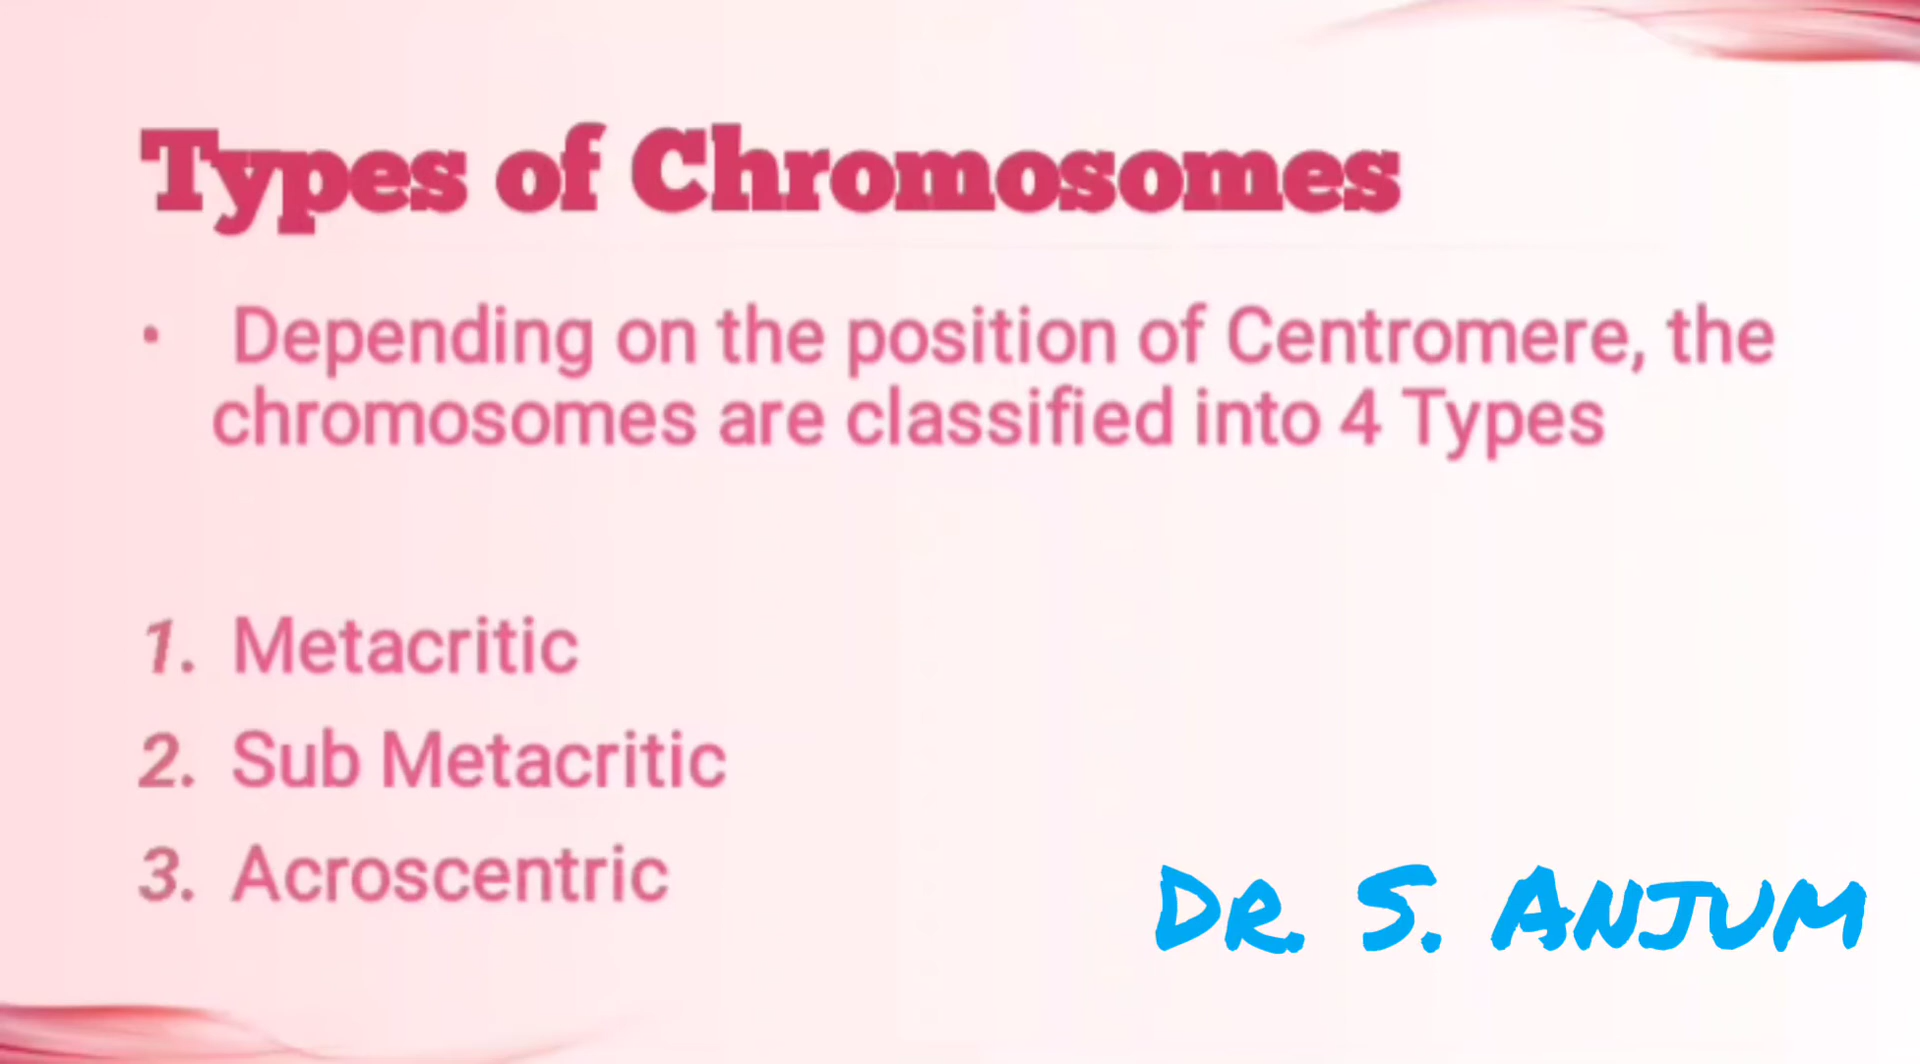 Types of Chromosomes
• Depending on the position of Centromere, the
chromosomes are classified into 4 Types
1. Metacritic
2. Sub Metacritic
3. Acroscentric
DR. S. ANJUM